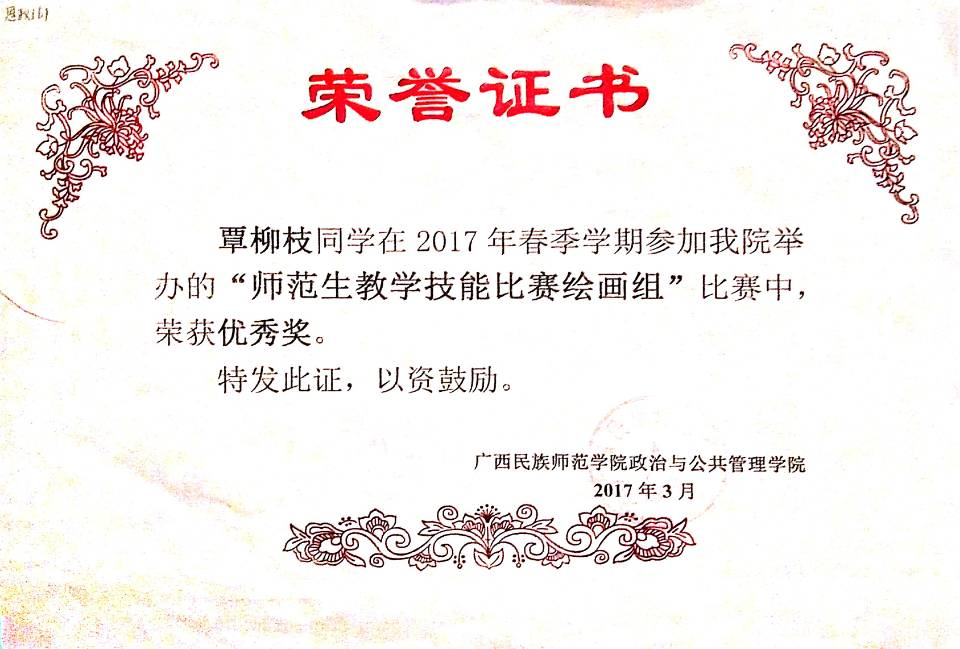 荣誉证书
覃柳枝同学在 2017 年春季学期参加我院举
办的“师范生教学技能比赛绘画组”比赛中，
荣获优秀奖。
特发此证，以资鼓励。
广西民族师范学院政治与公共管理学院
2017 年 3 月